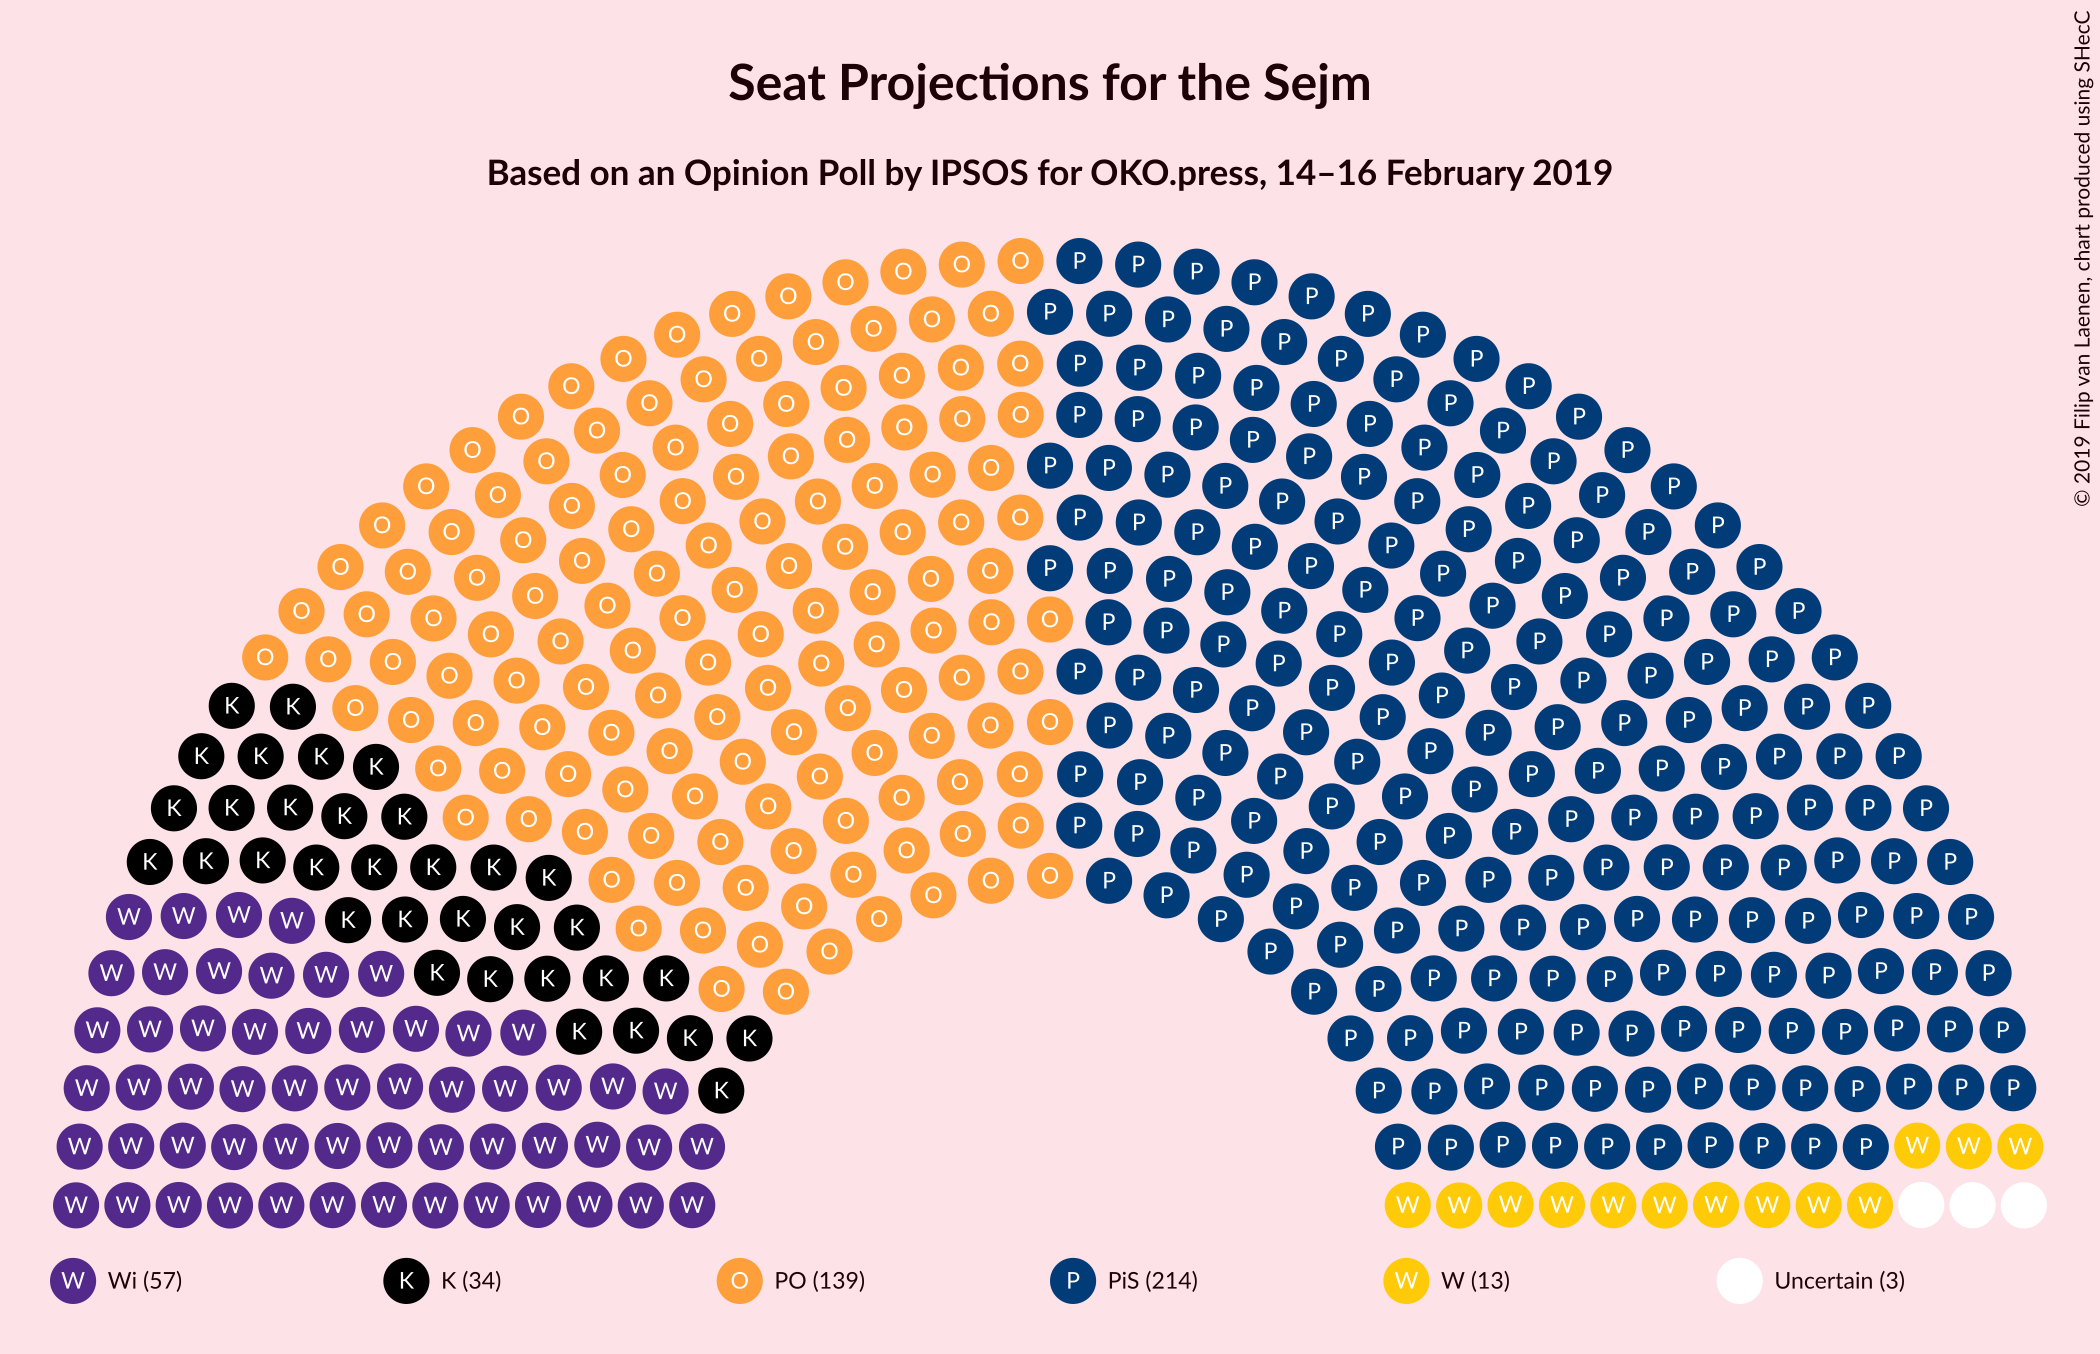 Seat Projections for the Sejm
Based on an Opinion Poll by IPSOS for OKO.press, 14–16 February 2019
© 2019 Filip van Laenen, chart produced using SHecC
W Wi (57) K K (34) O PO (139) P PiS (214) W W (13) Uncertain (3)